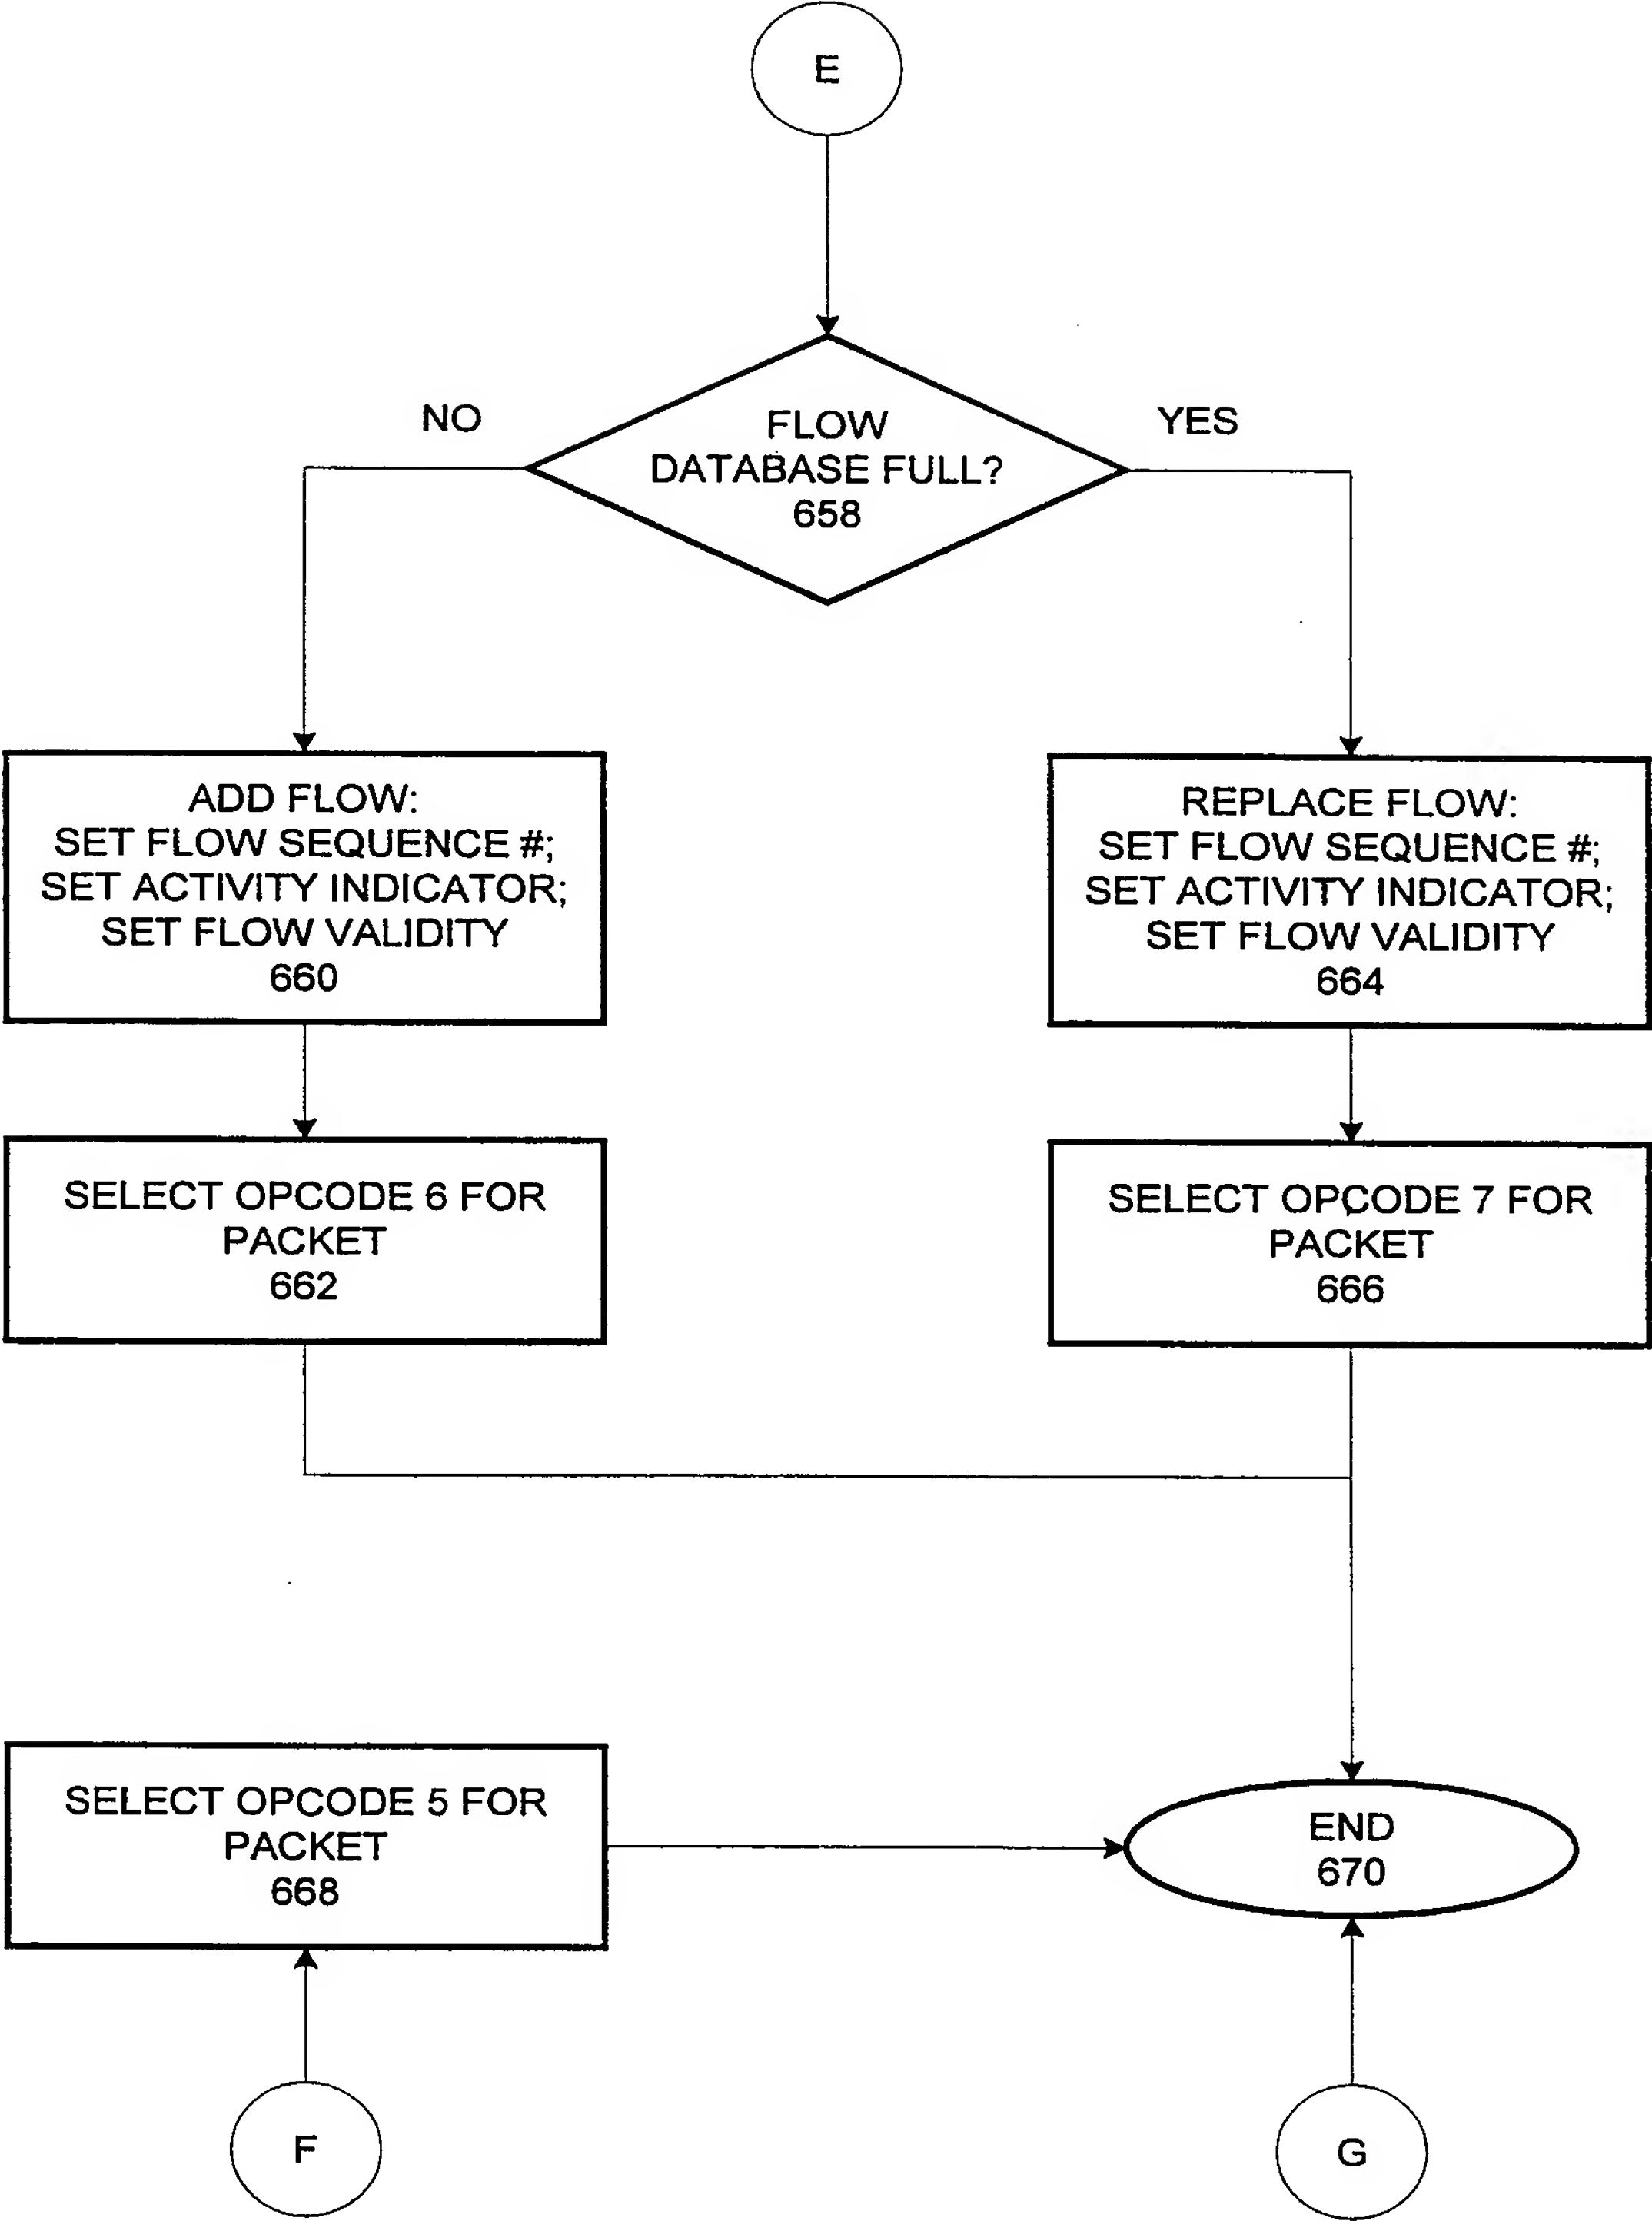 E
NO
YES
FLOW
DATABASE FULL?
658
ADD FLOW:
SET FLOW SEQUENCE #;
SET ACTIVITY INDICATOR;
SET FLOW VALIDITY
660
REPLACE FLOW:
SET FLOW SEQUENCE #;
SET ACTIVITY INDICATOR;
SET FLOW VALIDITY
664
SELECT OPCODE 6 FOR
PACKET
662
SELECT OPCODE 7 FOR
PACKET
666
SELECT OPCODE 5 FOR
PACKET
668
END
670
F
G